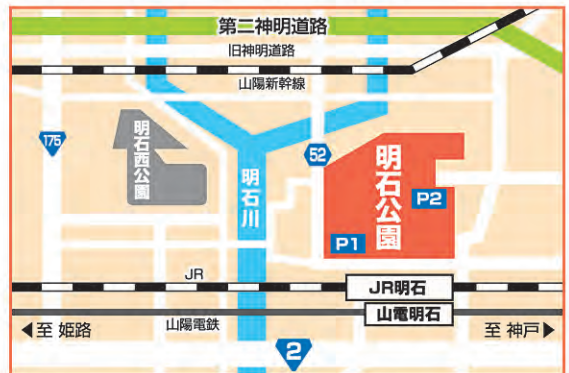 第二神明道路
旧神明道路
山陽新幹線
175
明石西公園
明石川
52
明石公園
P2
P1
JR
JR明石
山電明石
◀至 姫路
山陽電鉄
至 神戸▶
2